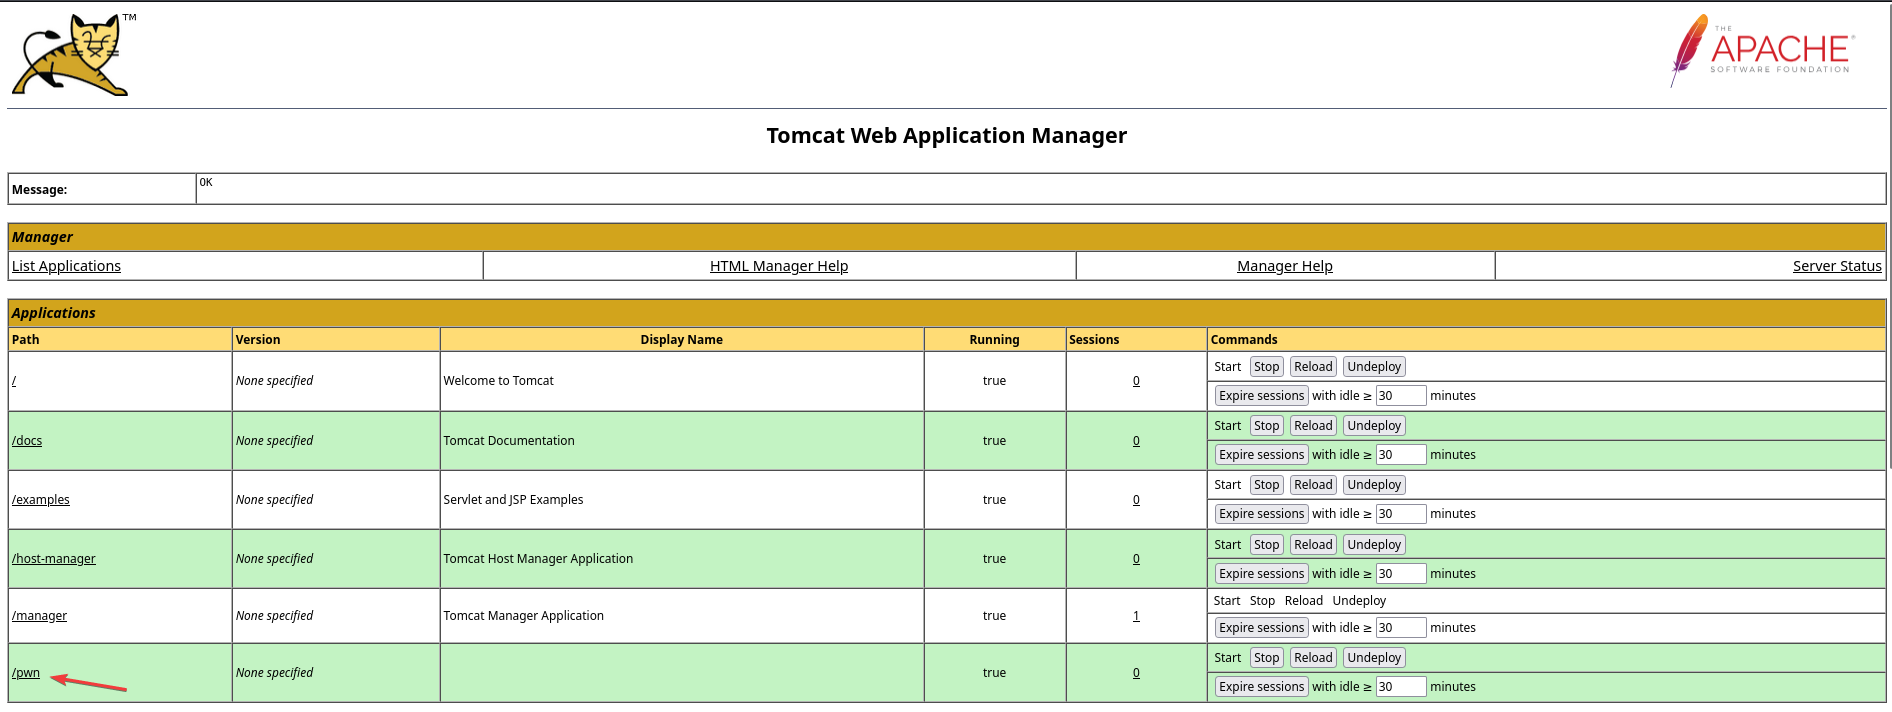 TM
THE
APACHE®
SOFTWARE FOUNDATION
Tomcat Web Application Manager
Message: OK
Manager
List Applications HTML Manager Help Manager Help Server Status
Applications
Path Version Display Name Running Sessions Commands
/ None specified Welcome to Tomcat true 0 Start Stop Reload Undeploy
Expire sessions with idle ≥ 30 minutes
/docs None specified Tomcat Documentation true 0 Start Stop Reload Undeploy
Expire sessions with idle ≥ 30 minutes
/examples None specified Servlet and JSP Examples true 0 Start Stop Reload Undeploy
Expire sessions with idle ≥ 30 minutes
/host-manager None specified Tomcat Host Manager Application true 0 Start Stop Reload Undeploy
Expire sessions with idle ≥ 30 minutes
/manager None specified Tomcat Manager Application true 1 Start Stop Reload Undeploy
Expire sessions with idle ≥ 30 minutes
/pwn None specified true 0 Start Stop Reload Undeploy
Expire sessions with idle ≥ 30 minutes